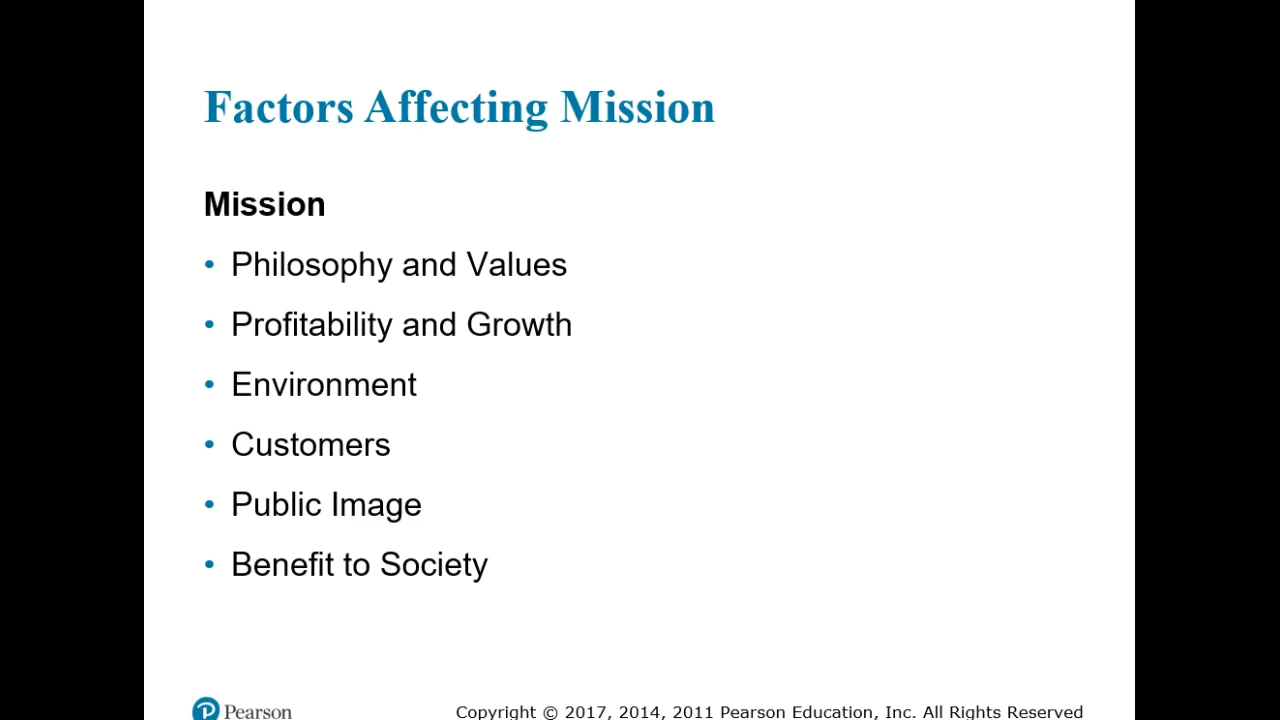 Factors Affecting Mission
Mission
• Philosophy and Values
• Profitability and Growth
• Environment
• Customers
• Public Image
• Benefit to Society
Pearson
Copyright © 2017, 2014, 2011 Pearson Education, Inc. All Rights Reserved